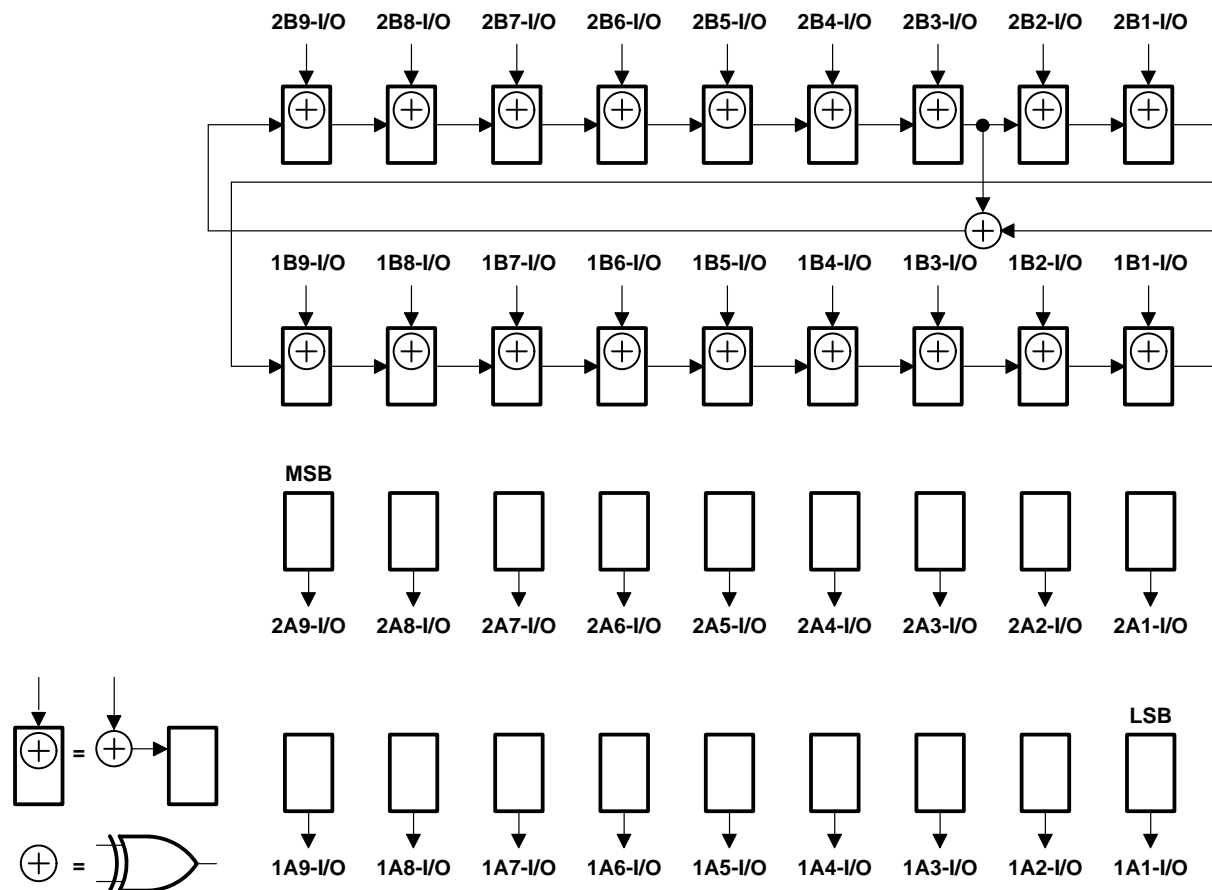 2B9-I/O 2B8-I/O 2B7-I/O 2B6-I/O 2B5-I/O 2B4-I/O 2B3-I/O 2B2-I/O 2B1-I/O
1B9-I/O 1B8-I/O 1B7-I/O 1B6-I/O 1B5-I/O 1B4-I/O 1B3-I/O 1B2-I/O 1B1-I/O
MSB
2A9-I/O 2A8-I/O 2A7-I/O 2A6-I/O 2A5-I/O 2A4-I/O 2A3-I/O 2A2-I/O 2A1-I/O
LSB
=
=
1A9-I/O 1A8-I/O 1A7-I/O 1A6-I/O 1A5-I/O 1A4-I/O 1A3-I/O 1A2-I/O 1A1-I/O